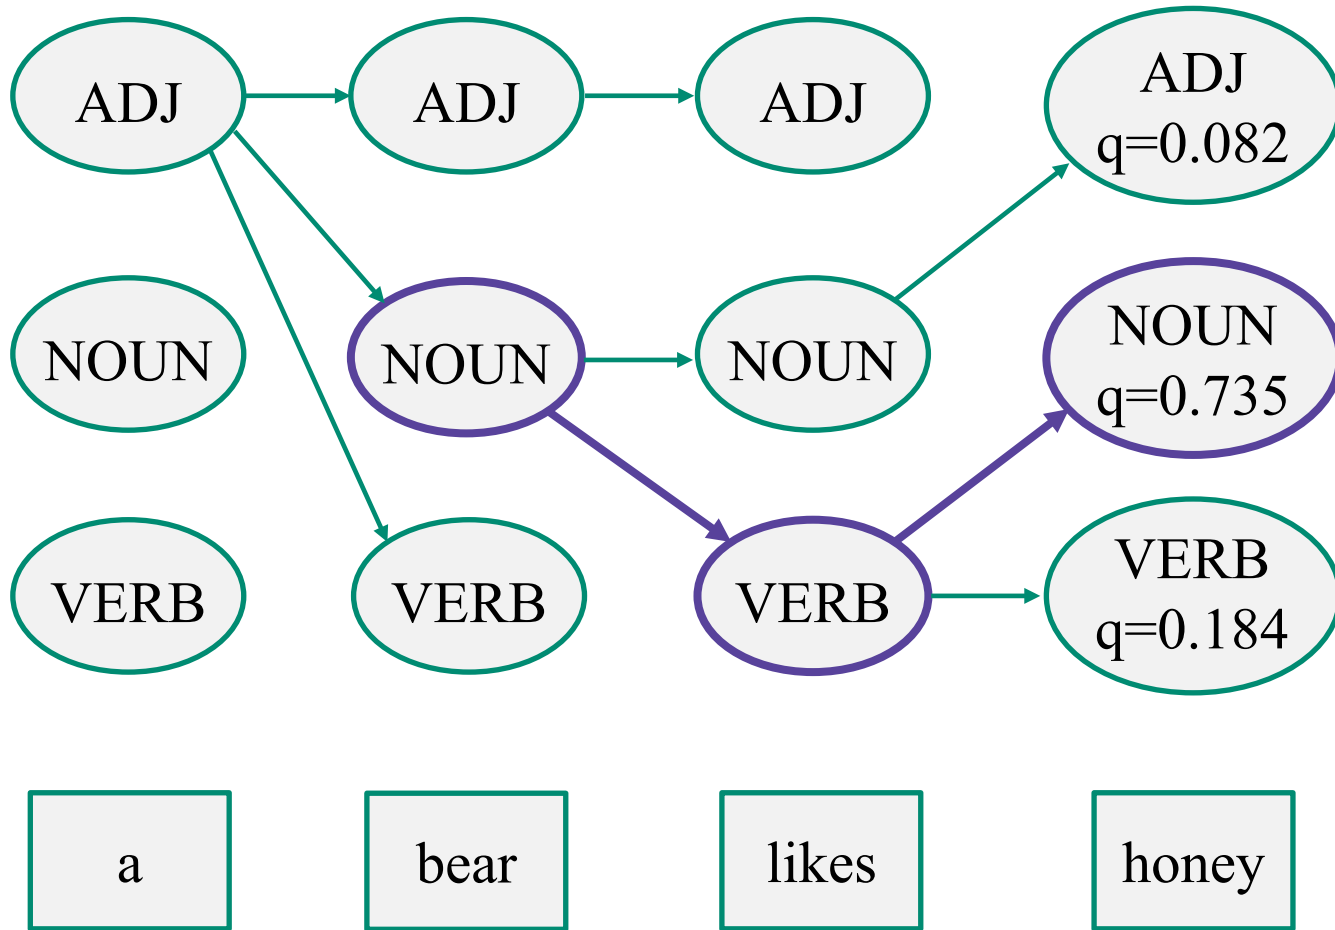 ADJ
ADJ
ADJ
ADJ
q=0.082
NOUN
NOUN
NOUN
NOUN
q=0.735
VERB
VERB
VERB
VERB
q=0.184
a
bear
likes
honey